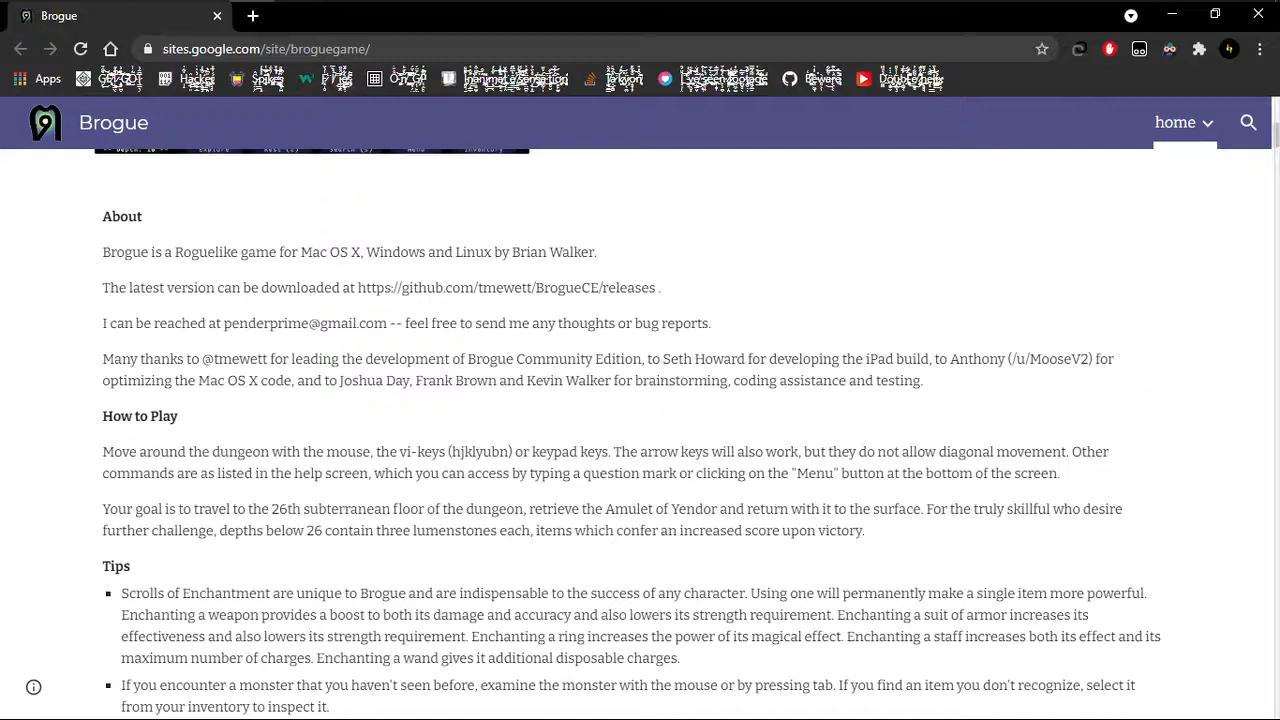 Brogue
sites.google.com/site/broguegame/
Apps
Brogue
home
About
Brogue is a Roguelike game for Mac OS X, Windows and Linux by Brian Walker.
The latest version can be downloaded at https://github.com/tmewett/BrogueCE/releases .
I can be reached at penderprime@gmail.com -- feel free to send me any thoughts or bug reports.
Many thanks to @tmewett for leading the development of Brogue Community Edition, to Seth Howard for developing the iPad build, to Anthony (/u/MooseV2) for
optimizing the Mac OS X code, and to Joshua Day, Frank Brown and Kevin Walker for brainstorming, coding assistance and testing.
How to Play
Move around the dungeon with the mouse, the vi-keys (hjklyubn) or keypad keys. The arrow keys will also work, but they do not allow diagonal movement. Other
commands are as listed in the help screen, which you can access by typing a question mark or clicking on the "Menu" button at the bottom of the screen.
Your goal is to travel to the 26th subterranean floor of the dungeon, retrieve the Amulet of Yendor and return with it to the surface. For the truly skillful who desire
further challenge, depths below 26 contain three lumenstones each, items which confer an increased score upon victory.
Tips
Scrolls of Enchantment are unique to Brogue and are indispensable to the success of any character. Using one will permanently make a single item more powerful.
Enchanting a weapon provides a boost to both its damage and accuracy and also lowers its strength requirement. Enchanting a suit of armor increases its
effectiveness and also lowers its strength requirement. Enchanting a ring increases the power of its magical effect. Enchanting a staff increases both its effect and its
maximum number of charges. Enchanting a wand gives it additional disposable charges.
If you encounter a monster that you haven't seen before, examine the monster with the mouse or by pressing tab. If you find an item you don't recognize, select it
from your inventory to inspect it.